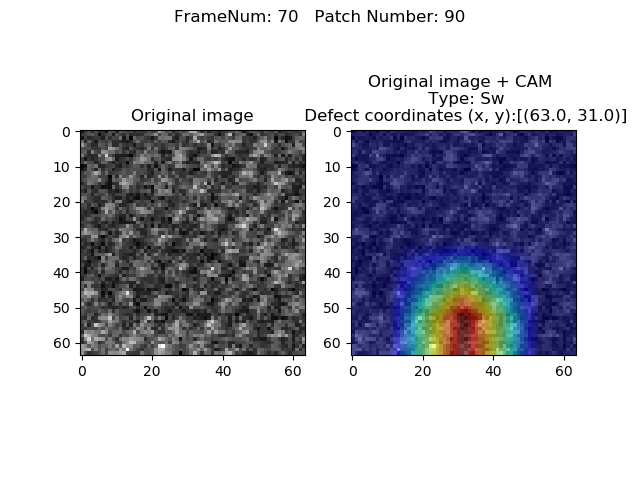 FrameNum: 70   Patch Number: 90
Original image
Original image + CAM
Type: Sw
Defect coordinates (x, y):[(63.0, 31.0)]
0
10
20
30
40
50
60
0 20 40 60
0
10
20
30
40
50
60
0 20 40 60